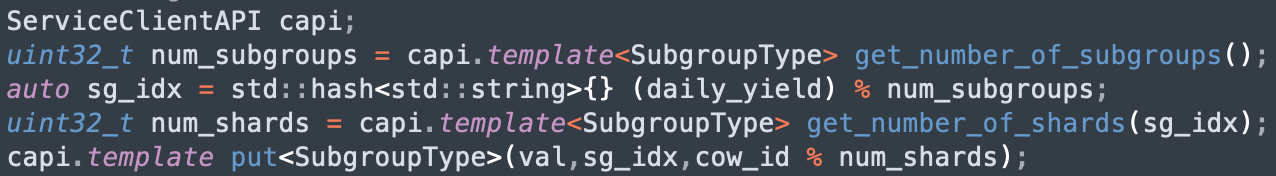 ServiceClientAPI capi;
uint32_t num_subgroups = capi.template<SubgroupType> get_number_of_subgroups();
auto sg_idx = std::hash<std::string>{} (daily_yield) % num_subgroups;
uint32_t num_shards = capi.template<SubgroupType> get_number_of_shards(sg_idx);
capi.template put<SubgroupType>(val,sg_idx,cow_id % num_shards);